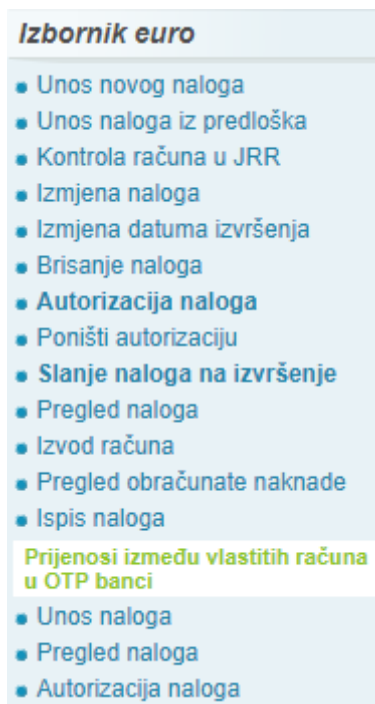 Izbornik euro
Unos novog naloga
Unos naloga iz predloška
Kontrola računa u JRR
Izmjena naloga
Izmjena datuma izvršenja
Brisanje naloga
Autorizacija naloga
Poništi autorizaciju
Slanje naloga na izvršenje
Pregled naloga
Izvod računa
Pregled obračunate naknade
Ispis naloga
Prijenosi između vlastitih računa
u OTP banci
Unos naloga
Pregled naloga
Autorizacija naloga